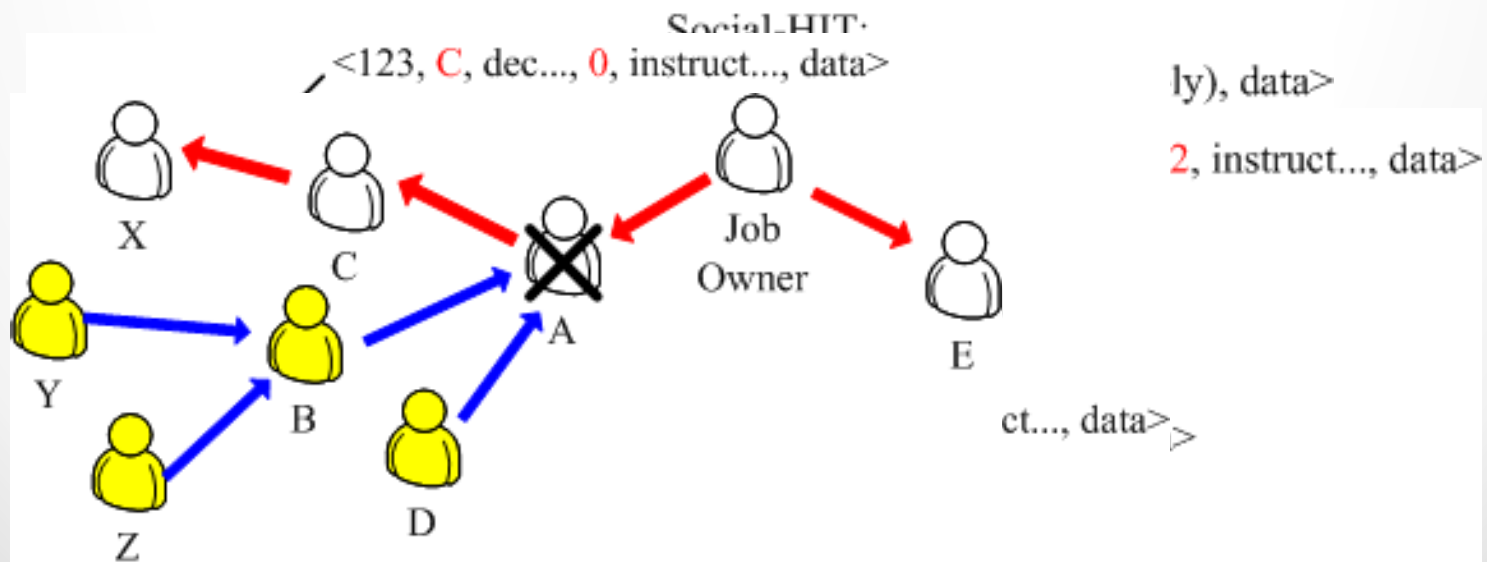 Social-HIT:
<123, C, dec..., 0, instruct..., data>
ly), data>
2, instruct..., data>
X
C
Job
Owner
A
E
Y
B
ct..., data>
>
D
Z